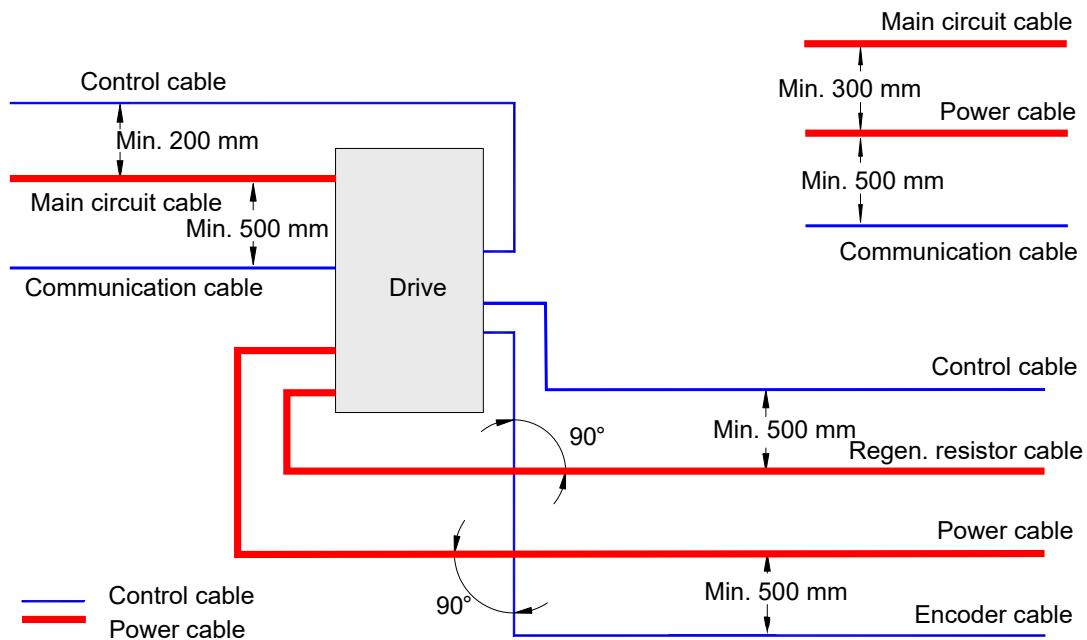 Main circuit cable
Control cable
Min. 300 mm
Power cable
Min. 200 mm
Min. 500 mm
Main circuit cable
Min. 500 mm
Communication cable
Communication cable
Drive
Control cable
Min. 500 mm
90°
Regen. resistor cable
Power cable
Min. 500 mm
90°
Encoder cable
Control cable
Power cable